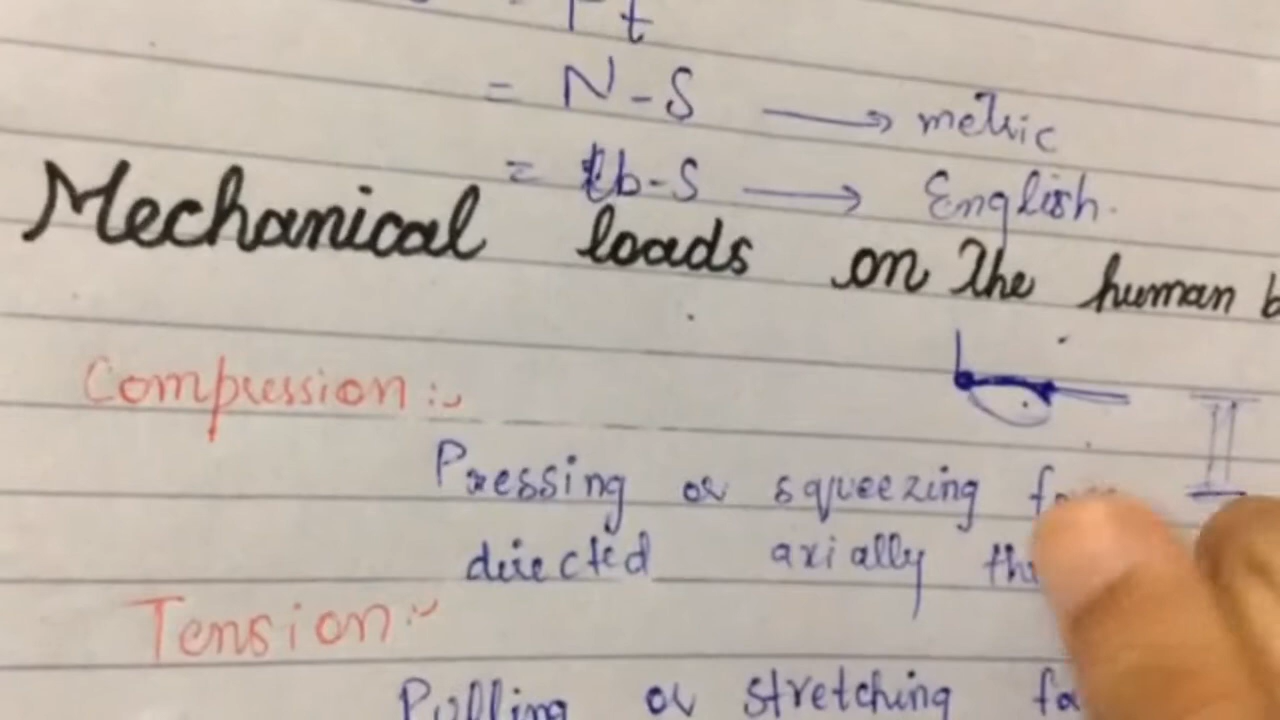 Ft
= N-S → metric
= lb-S → English.
Mechanical loads on the human
Compression :-
Pressing or squeezing
directed axially
Tension :-
Pulling or stretching